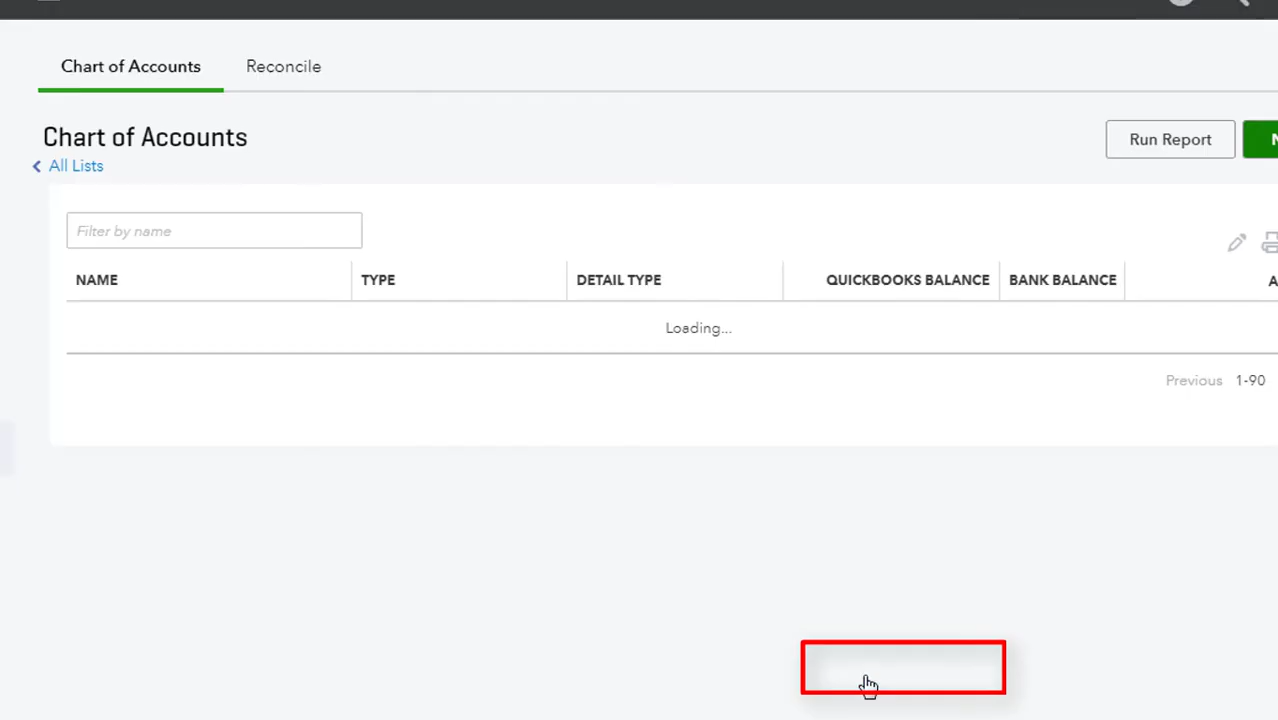 Chart of Accounts Reconcile
Chart of Accounts
All Lists
Run Report
Filter by name
NAME TYPE DETAIL TYPE QUICKBOOKS BALANCE BANK BALANCE
Loading...
Previous 1-90